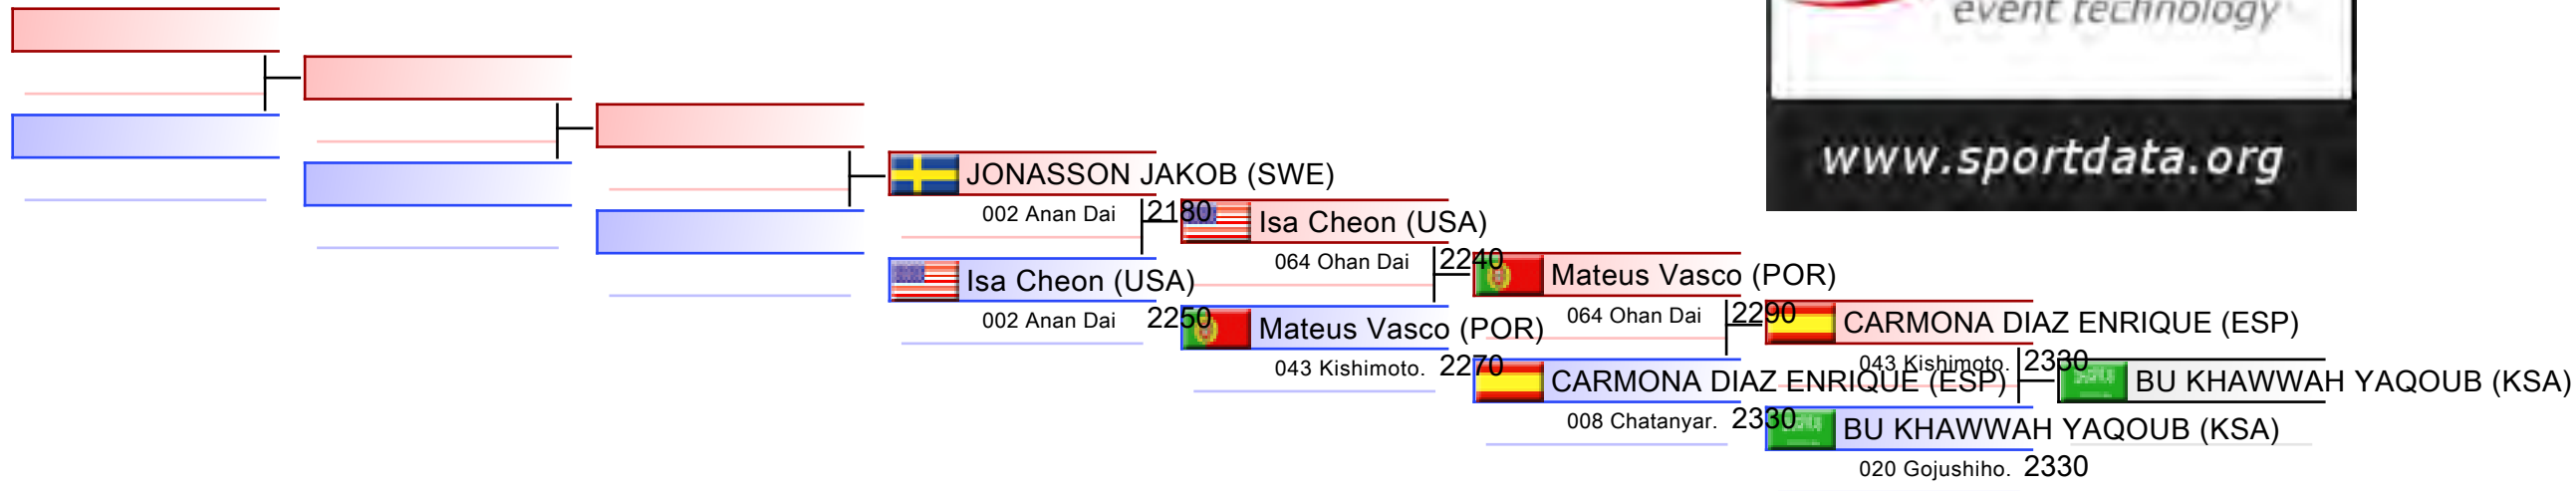 event technology
www.sportdata.org
JONASSON JAKOB (SWE)
002 Anan Dai 2180
Isa Cheon (USA)
002 Anan Dai 2250
Isa Cheon (USA)
064 Ohan Dai 2240
Mateus Vasco (POR)
043 Kishimoto. 2270
Mateus Vasco (POR)
064 Ohan Dai 2290
CARMONA DIAZ ENRIQUE (ESP)
008 Chatanyar. 2330
CARMONA DIAZ ENRIQUE (ESP)
043 Kishimoto. 2330
BU KHAWWAH YAQOUB (KSA)
020 Gojushiho. 2330
BU KHAWWAH YAQOUB (KSA)